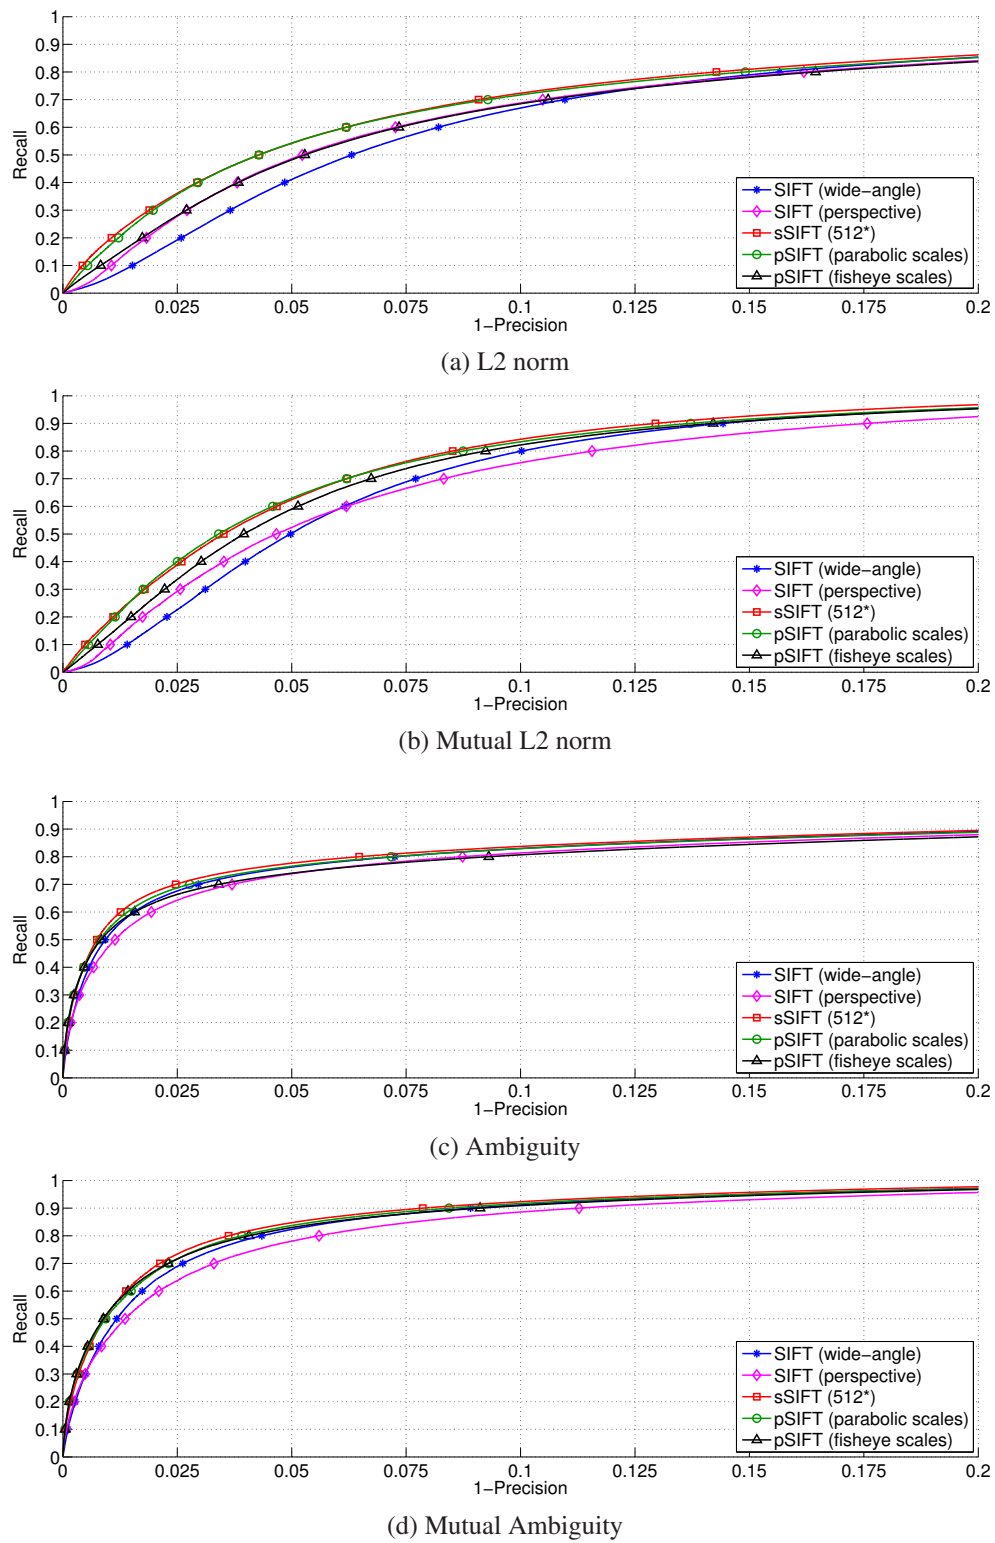 1
0.9
0.8
0.7
0.6
0.5
0.4
0.3
0.2
0.1
0
Recall
0 0.025 0.05 0.075 0.1 0.125 0.15 0.175 0.2
1−Precision
SIFT (wide−angle)
SIFT (perspective)
sSIFT (512*)
pSIFT (parabolic scales)
pSIFT (fisheye scales)
(a) L2 norm
1
0.9
0.8
0.7
0.6
0.5
0.4
0.3
0.2
0.1
0
Recall
0 0.025 0.05 0.075 0.1 0.125 0.15 0.175 0.2
1−Precision
SIFT (wide−angle)
SIFT (perspective)
sSIFT (512*)
pSIFT (parabolic scales)
pSIFT (fisheye scales)
(b) Mutual L2 norm
1
0.9
0.8
0.7
0.6
0.5
0.4
0.3
0.2
0.1
0
Recall
0 0.025 0.05 0.075 0.1 0.125 0.15 0.175 0.2
1−Precision
SIFT (wide−angle)
SIFT (perspective)
sSIFT (512*)
pSIFT (parabolic scales)
pSIFT (fisheye scales)
(c) Ambiguity
1
0.9
0.8
0.7
0.6
0.5
0.4
0.3
0.2
0.1
0
Recall
0 0.025 0.05 0.075 0.1 0.125 0.15 0.175 0.2
1−Precision
SIFT (wide−angle)
SIFT (perspective)
sSIFT (512*)
pSIFT (parabolic scales)
pSIFT (fisheye scales)
(d) Mutual Ambiguity